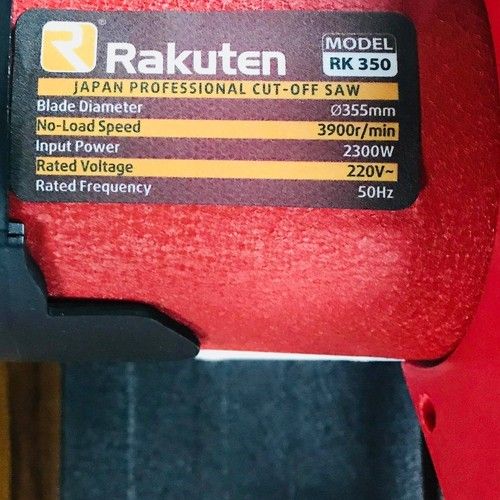 R®
Rakuten
MODEL
RK 350
JAPAN PROFESSIONAL CUT-OFF SAW
Blade Diameter Ø355mm
No-Load Speed 3900r/min
Input Power 2300W
Rated Voltage 220V~
Rated Frequency 50Hz